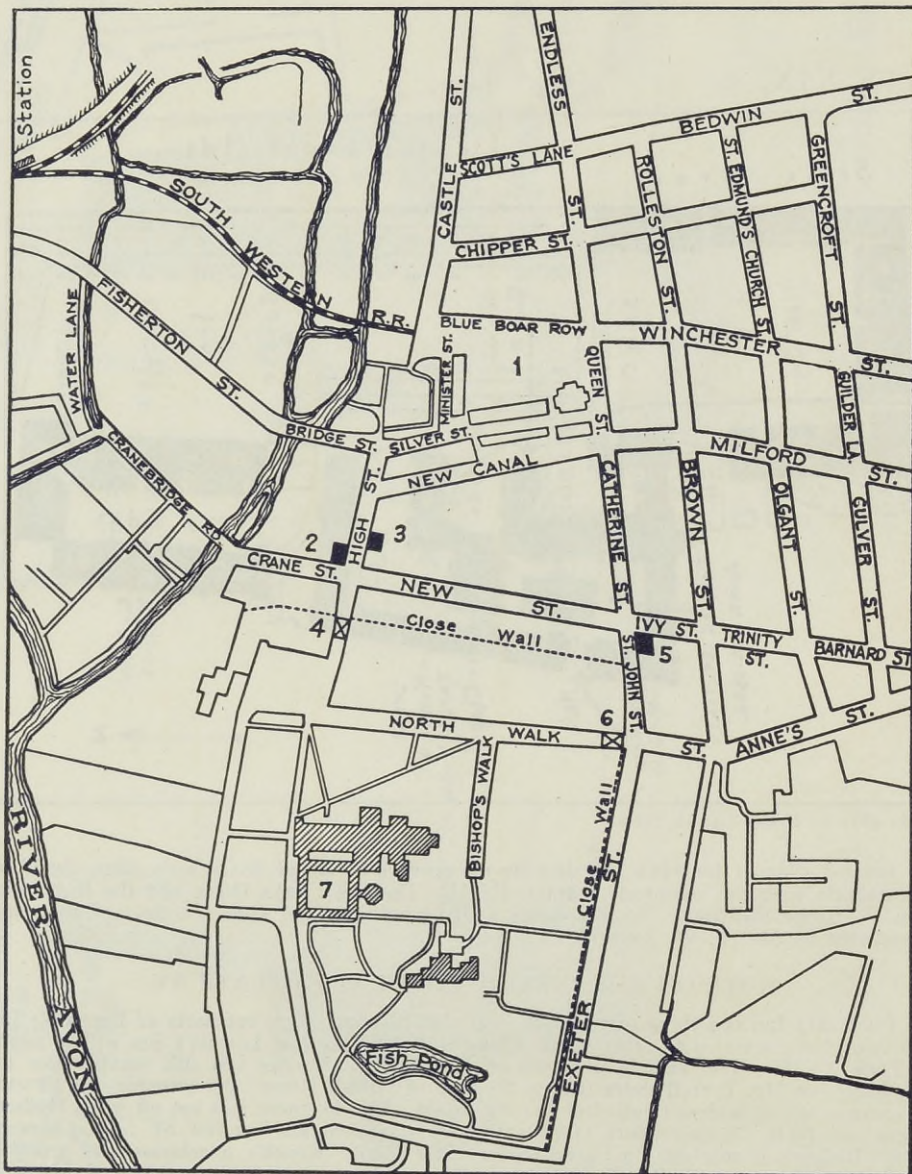 Station
SOUTH WESTERN R.R.
WATER LANE
FISHERTON ST.
CRANEBRIDGE RD.
BRIDGE ST.
SILVER ST.
MINISTER ST.
CASTLE ST.
ENDLESS ST.
SCOTT'S LANE
BEDWIN ST.
CHIPPER ST.
ROLLESTON ST.
ST. EDMUND'S CHURCH ST.
GREENCROFT ST.
BLUE BOAR ROW
WINCHESTER ST.
1
QUEEN ST.
GUILDER LA.
NEW CANAL
MILFORD ST.
HIGH ST.
CATHERINE ST.
BROWN ST.
OLGANT ST.
CULVER ST.
2
3
CRANE ST.
NEW ST.
IVY ST.
TRINITY ST.
BARNARD ST.
4
Close Wall
5
ST. JOHN ST.
NORTH WALK
6
ST. ANNE'S ST.
BISHOP'S WALK
Close Wall
7
EXETER ST.
Fish Pond
RIVER AVON